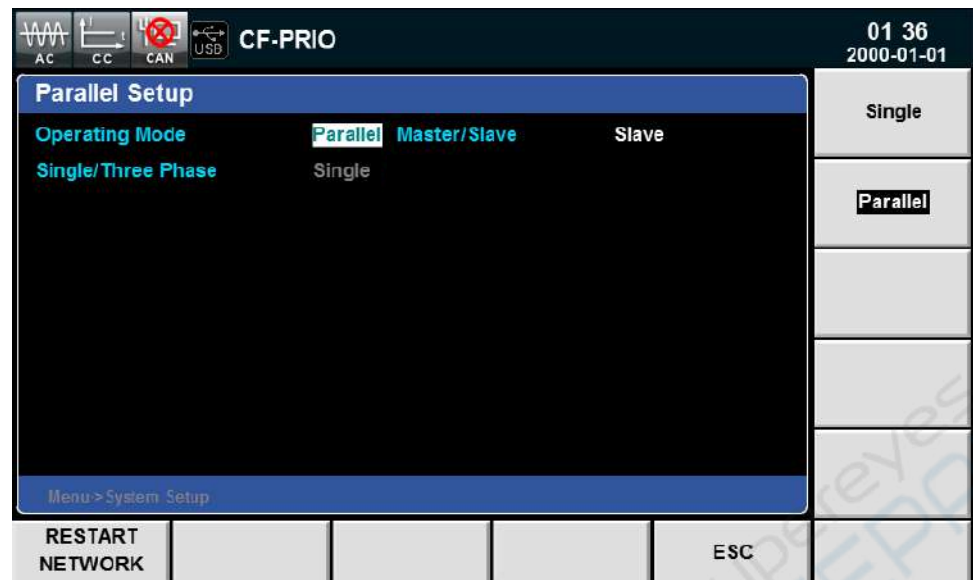 AC CC CAN USB CF-PRIO
01 36
2000-01-01
Parallel Setup
Operating Mode Parallel Master/Slave Slave
Single/Three Phase Single
Menu>System Setup
Single
Parallel
RESTART
NETWORK
ESC